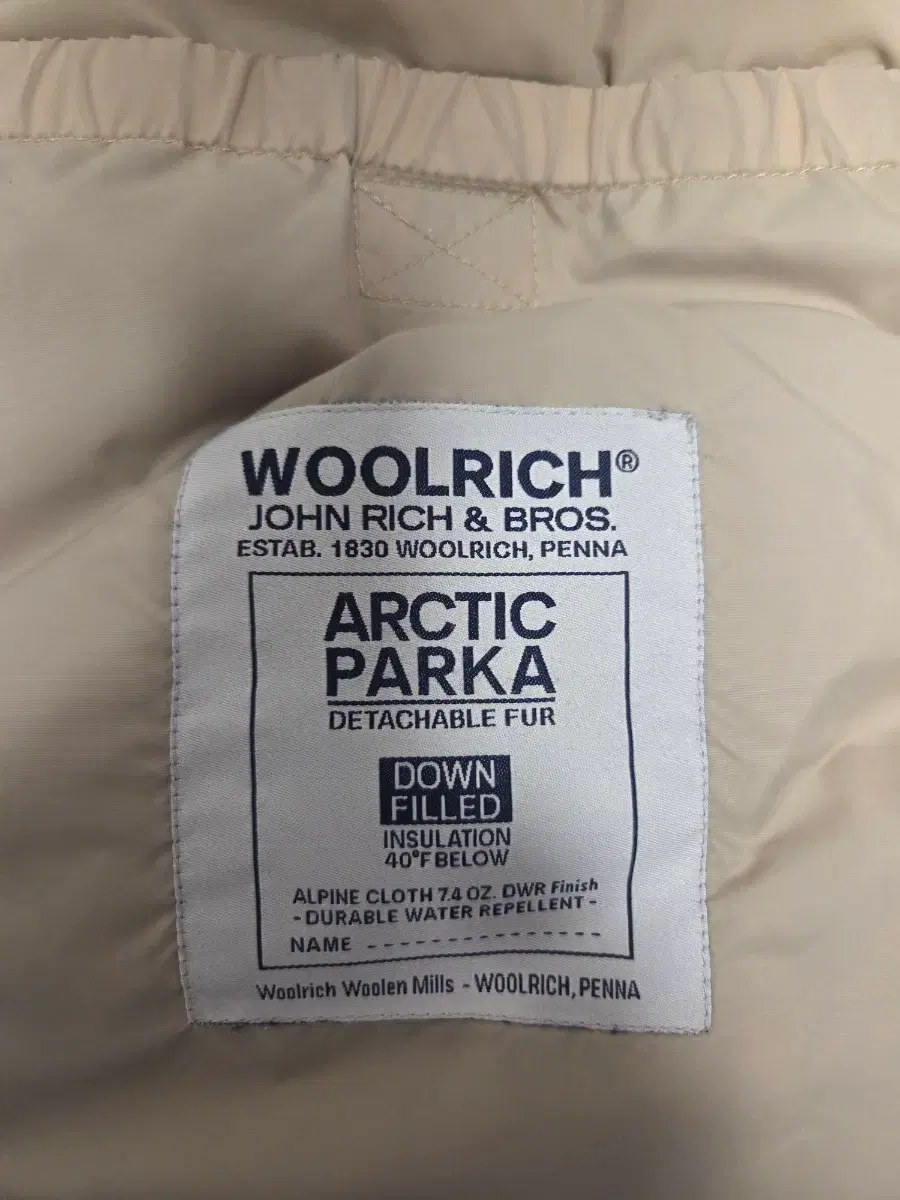 WOOLRICH®
JOHN RICH & BROS.
ESTAB. 1830 WOOLRICH, PENNA
ARCTIC
PARKA
DETACHABLE FUR
DOWN
FILLED
INSULATION
40°F BELOW
ALPINE CLOTH 7.4 OZ. DWR Finish
- DURABLE WATER REPELLENT -
NAME ---------------
Woolrich Woolen Mills - WOOLRICH, PENNA